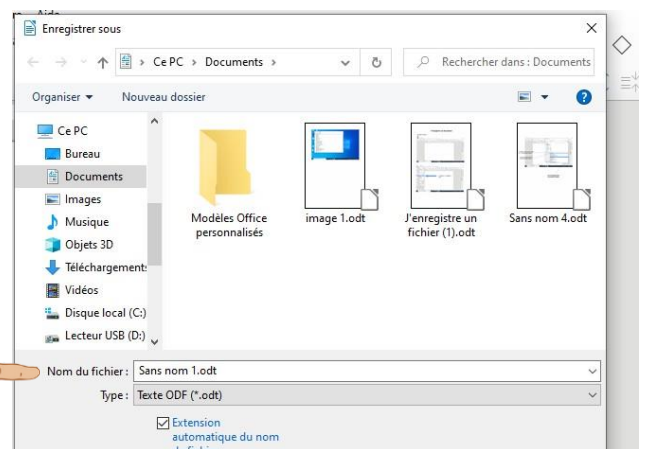 Aide
Enregistrer sous
Ce PC > Documents >
Rechercher dans : Documents
Organiser
Nouveau dossier
Ce PC
Bureau
Documents
Images
Musique
Objets 3D
Téléchargement
Vidéos
Disque local (C:)
Lecteur USB (D:)
Modèles Office
personnalisés
image 1.odt
J'enregistre un
fichier (1).odt
Sans nom 4.odt
Nom du fichier : Sans nom 1.odt
Type : Texte ODF (*.odt)
Extension
automatique du nom